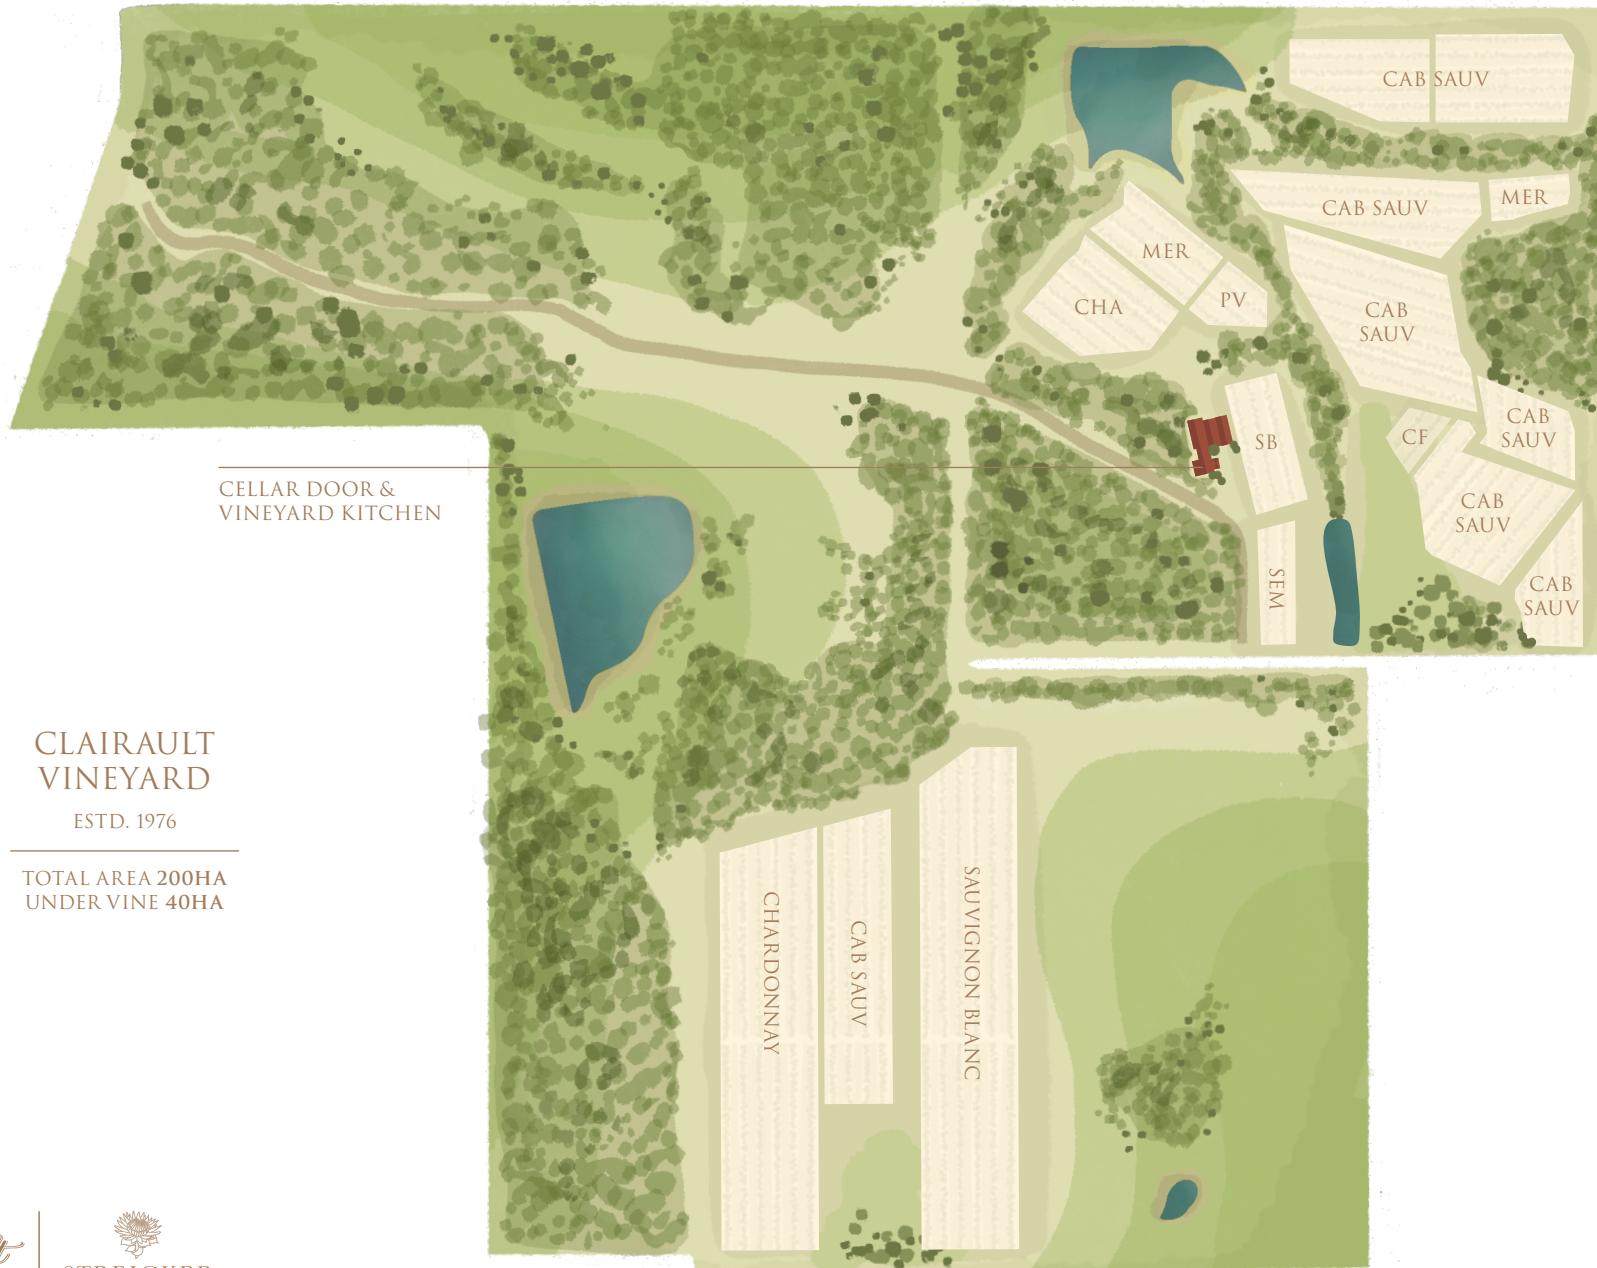 CAB SAUV
CAB SAUV
MER
MER
CHA
PV
CAB
SAUV
CAB
SAUV
CF
SB
CELLAR DOOR &
VINEYARD KITCHEN
CAB
SAUV
SEM
CAB
SAUV
CLAIRAULT
VINEYARD
ESTD. 1976
TOTAL AREA 200HA
UNDER VINE 40HA
CHARDONNAY
CAB SAUV
SAUVIGNON BLANC
STREICKER